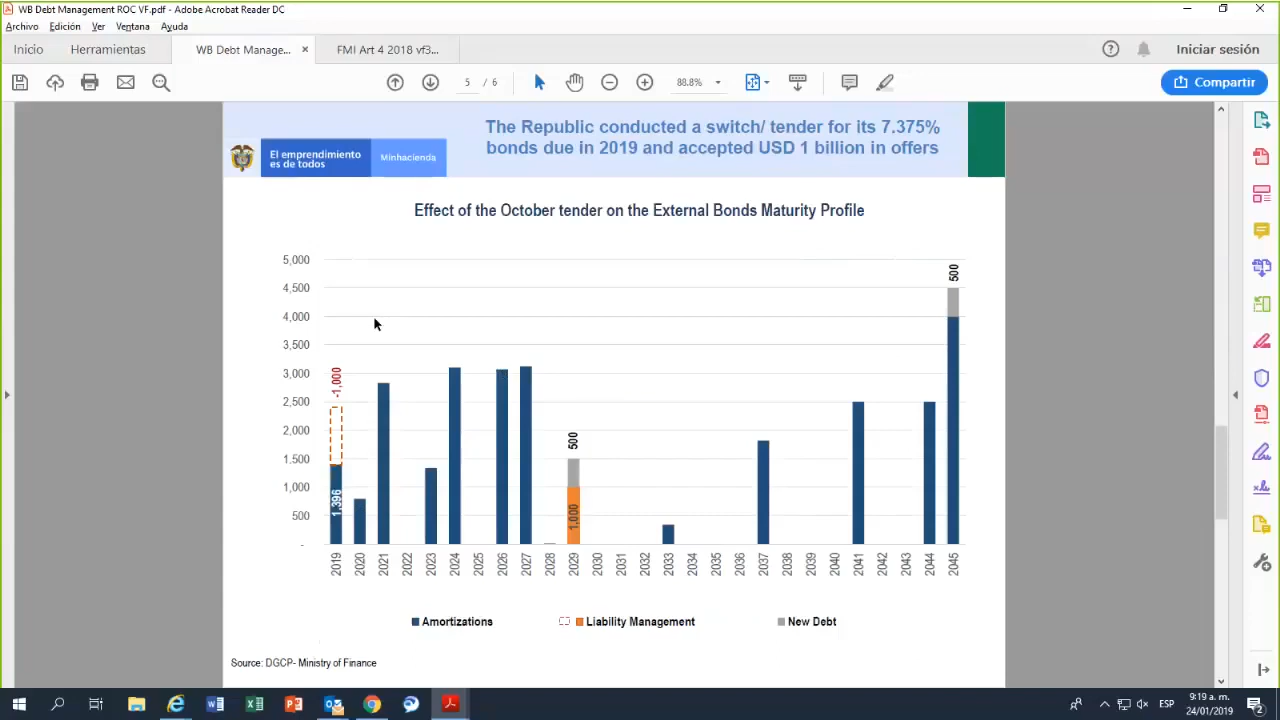 WB Debt Management ROC VF.pdf - Adobe Acrobat Reader DC
Archivo Edición Ver Ventana Ayuda
Inicio Herramientas WB Debt Manage... × FMI Art 4 2018 vf3... Iniciar sesión
5 / 6 88.8% Compartir
El emprendimiento
es de todos
Minhacienda
The Republic conducted a switch/ tender for its 7.375%
bonds due in 2019 and accepted USD 1 billion in offers
Effect of the October tender on the External Bonds Maturity Profile
5,000
4,500
4,000
3,500
3,000
2,500
2,000
1,500
1,000
500
-
-1,000
1,396
500
1,000
500
2019 2020 2021 2022 2023 2024 2025 2026 2027 2028 2029 2030 2031 2032 2033 2034 2035 2036 2037 2038 2039 2040 2041 2042 2043 2044 2045
Amortizations Liability Management New Debt
Source: DGCP- Ministry of Finance
ESP
9:19 a. m.
24/01/2019
2